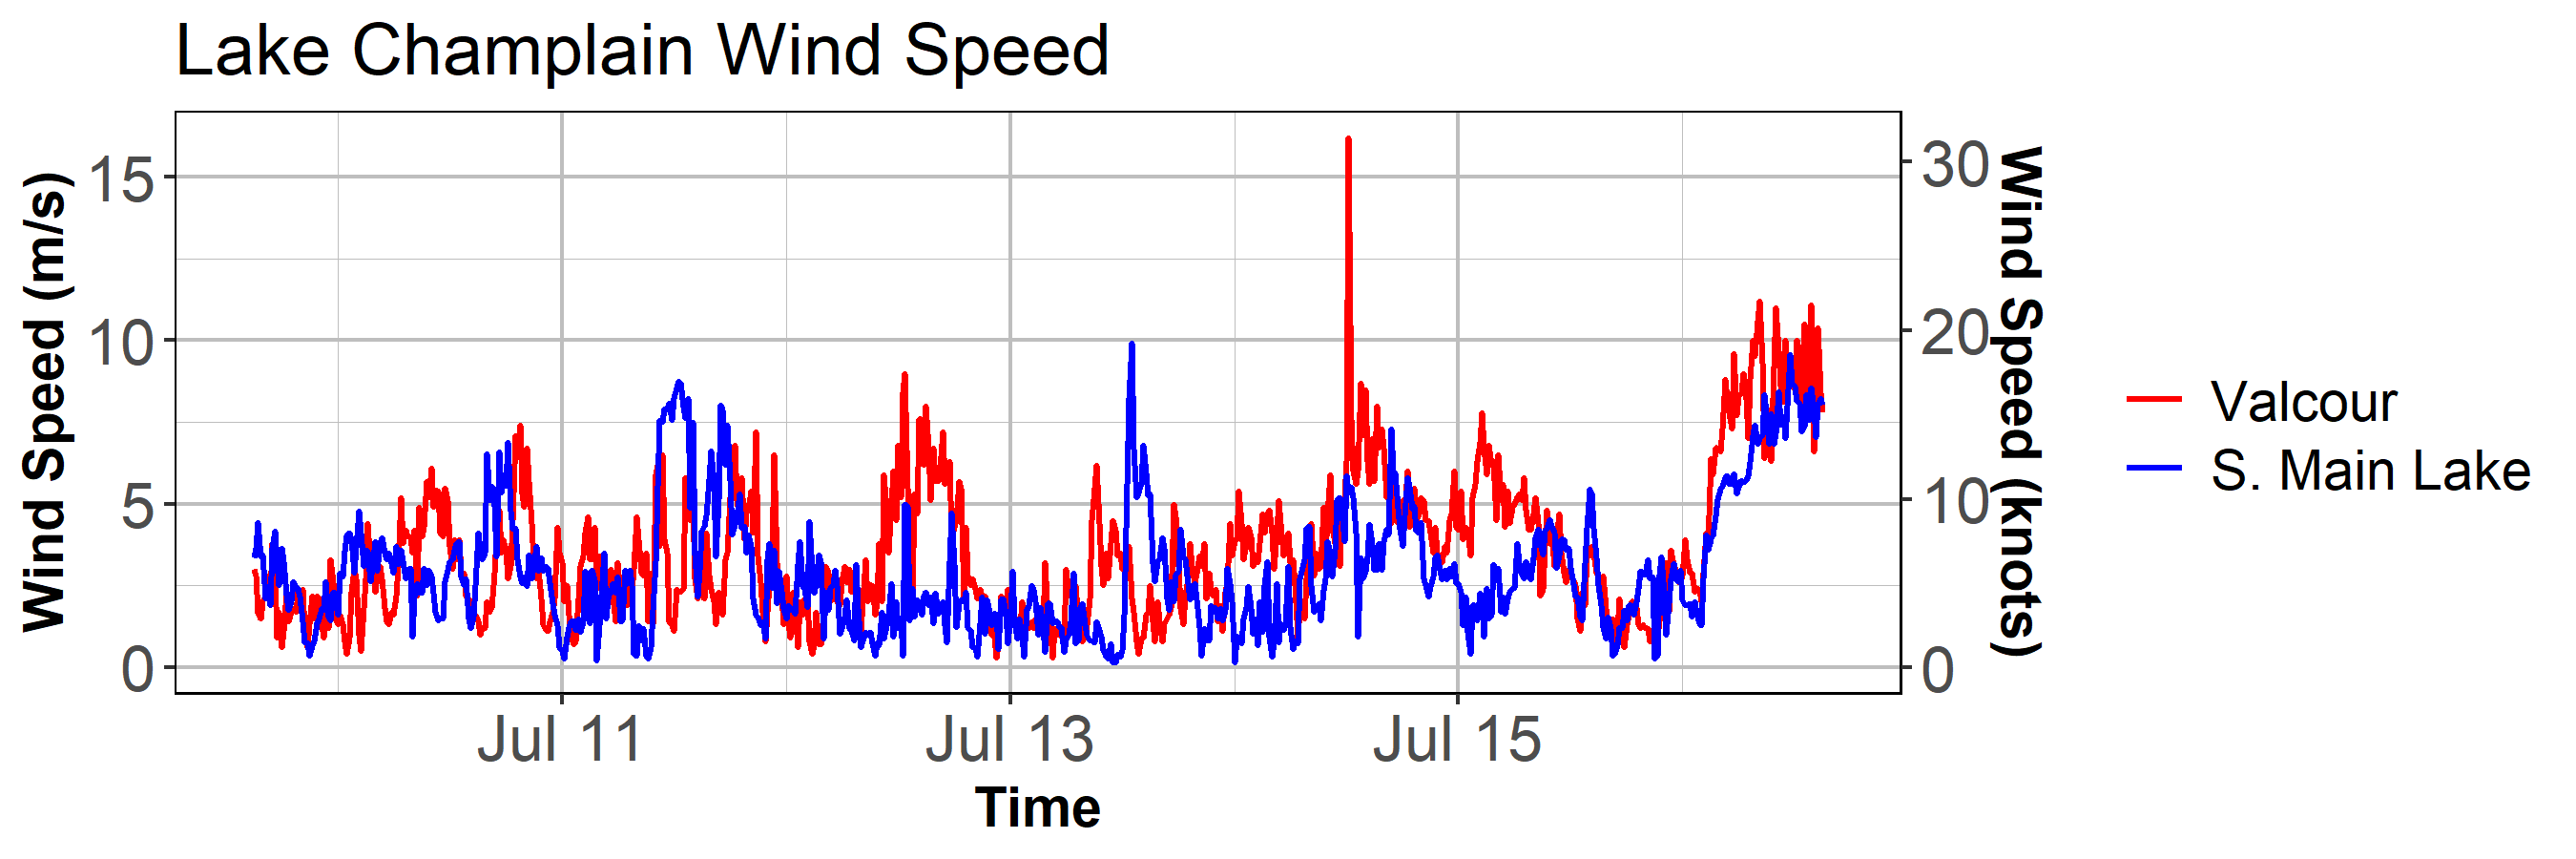 Lake Champlain Wind Speed
Wind Speed (m/s)
15
10
5
0
30
20
10
0
Wind Speed (knots)
Jul 11
Jul 13
Jul 15
Time
Valcour
S. Main Lake